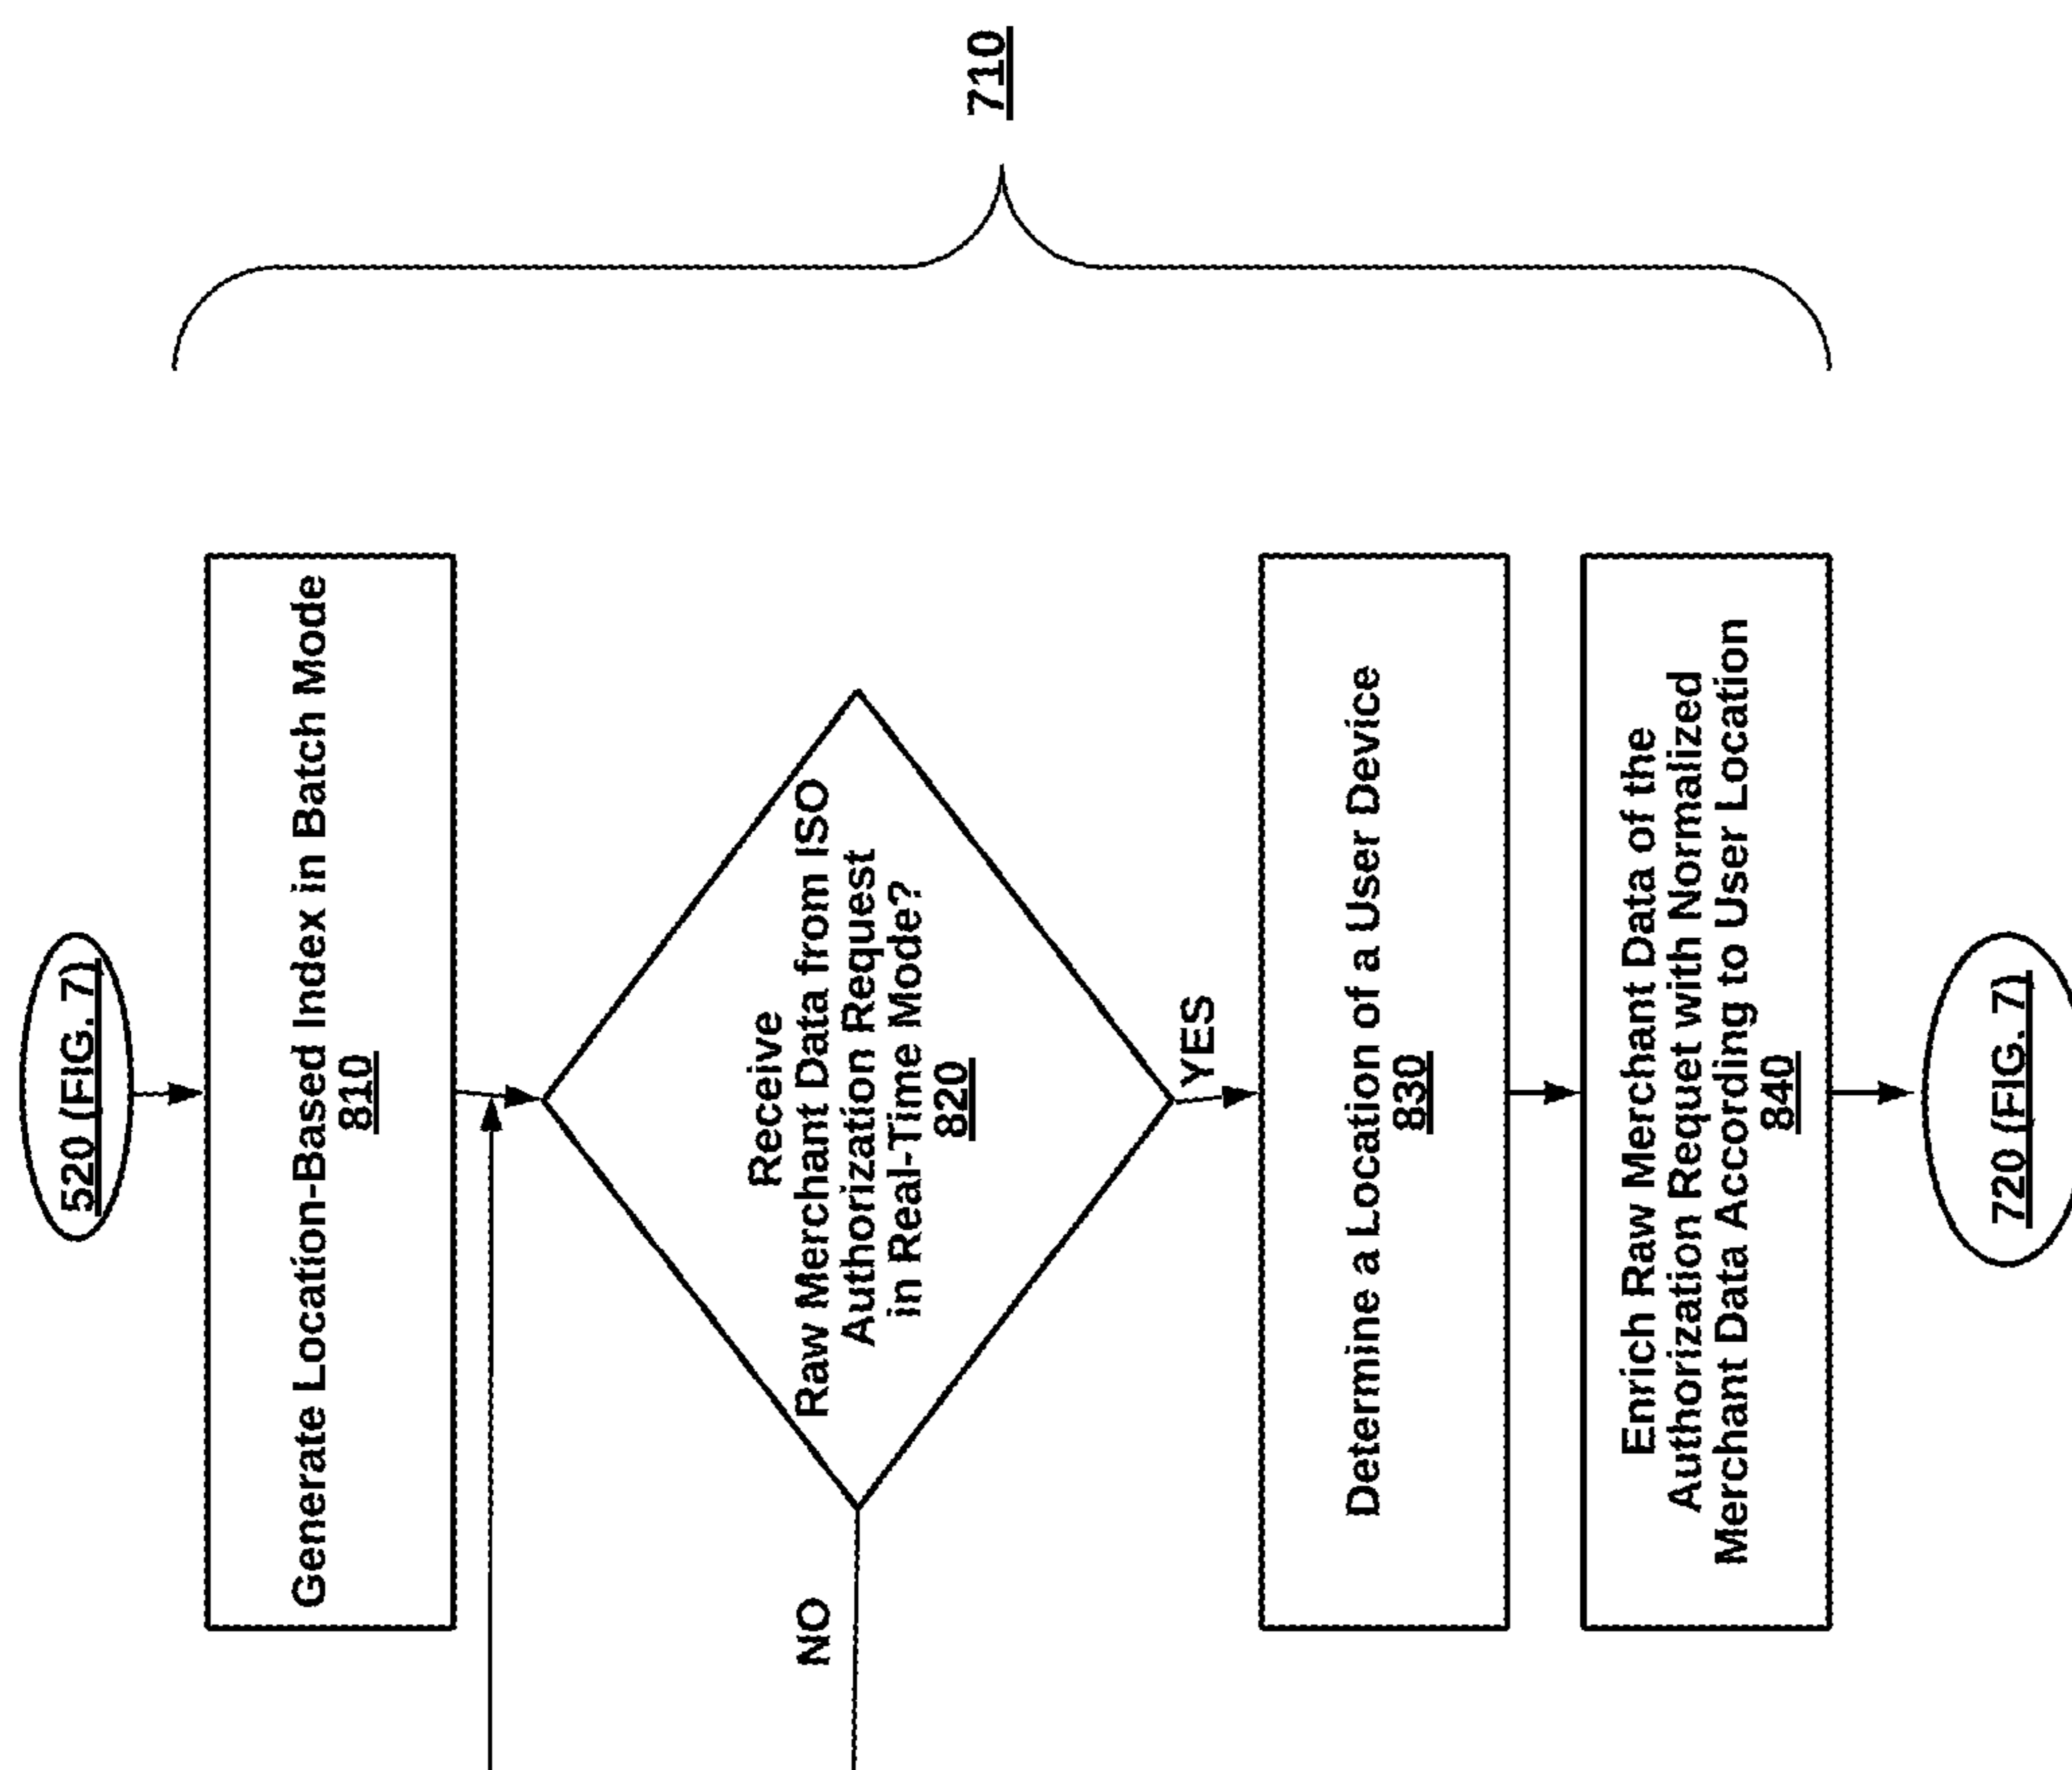 520 (FIG. 7)
Generate Location-Based Index in Batch Mode
810
Receive
Raw Merchant Data from ISO
Authorization Request
in Real-Time Mode?
820
NO
YES
Determine a Location of a User Device
830
Enrich Raw Merchant Data of the
Authorization Requet with Normalized
Merchant Data According to User Location
840
720 (FIG. 7)
710